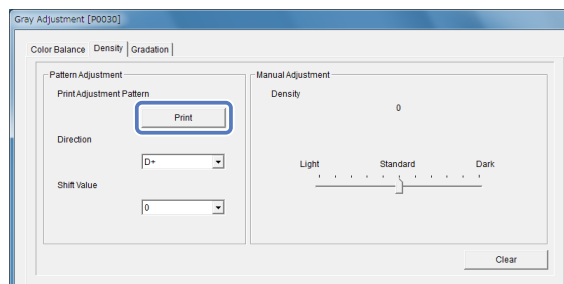 Gray Adjustment [P0030]
Color Balance Density Gradation
Pattern Adjustment
Print Adjustment Pattern
Print
Direction
D+
Shift Value
0
Manual Adjustment
Density
0
Light Standard Dark
Clear